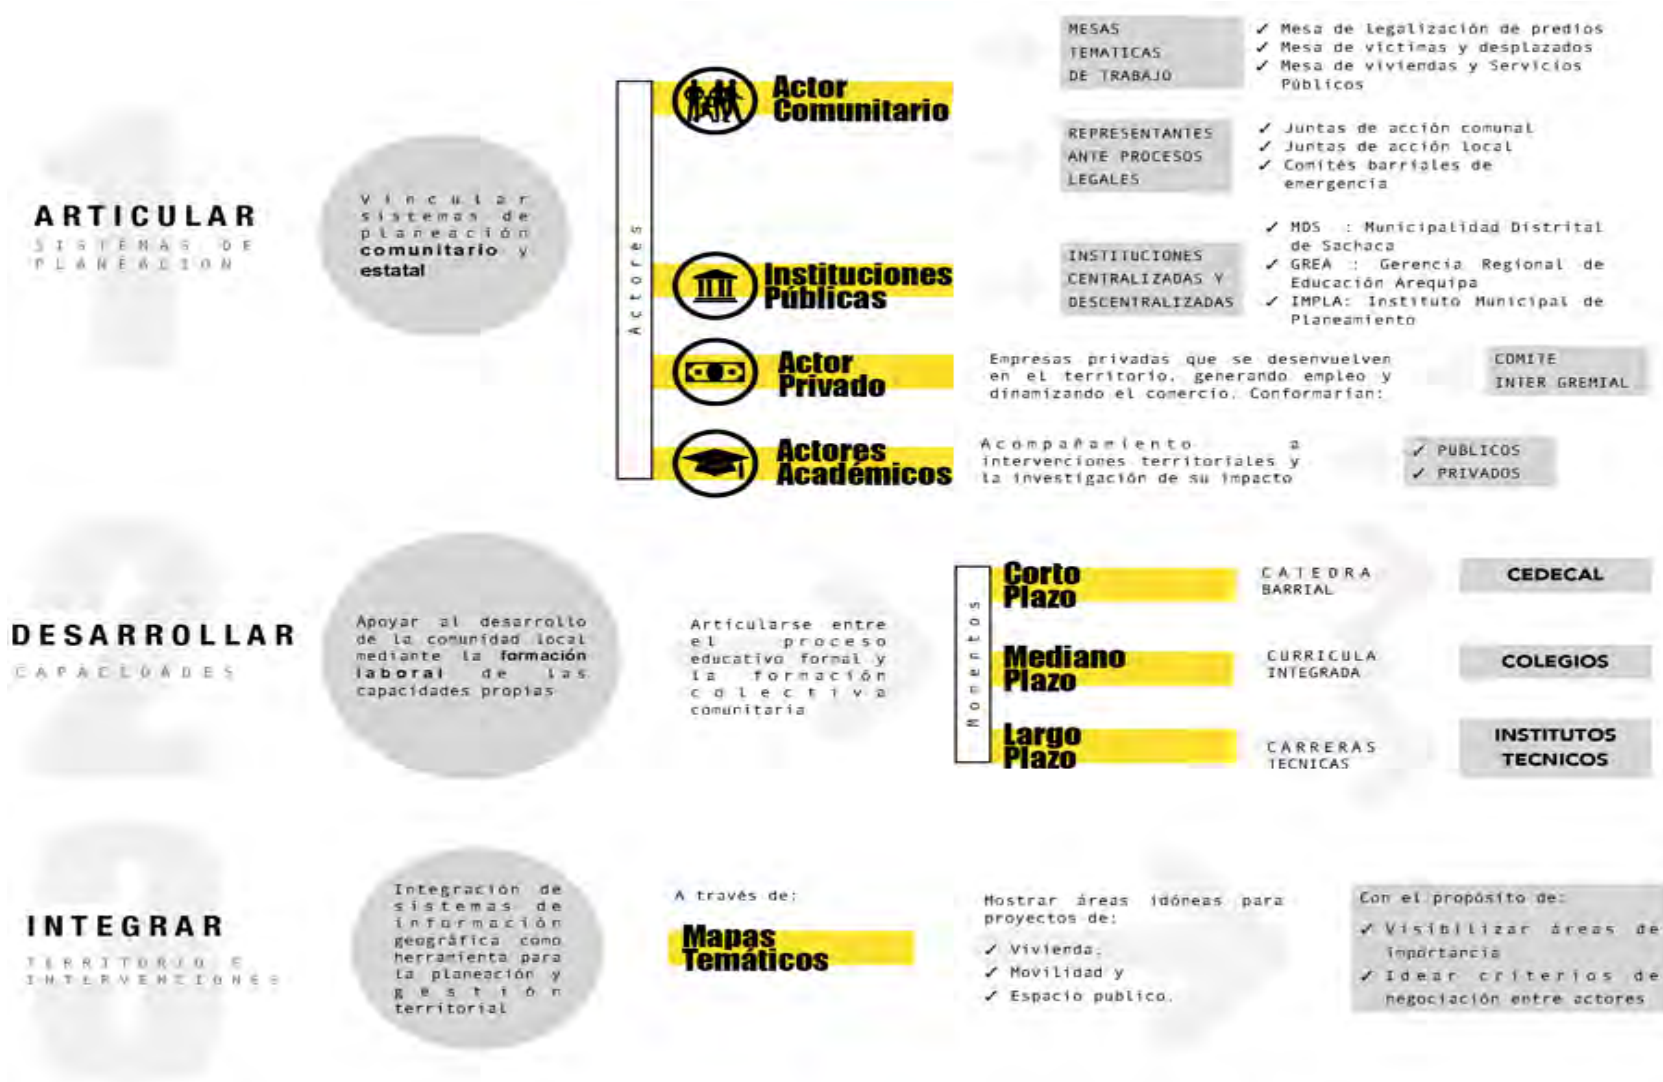 1
ARTICULAR
SISTEMAS DE
PLANEACION
Vincular
sistemas de
planeación
comunitario y
estatal
Actores
Actor
Comunitario
MESAS
TEMATICAS
DE TRABAJO
✓ Mesa de legalización de predios
✓ Mesa de victimas y desplazados
✓ Mesa de viviendas y Servicios
Públicos
REPRESENTANTES
ANTE PROCESOS
LEGALES
✓ Juntas de acción comunal
✓ Juntas de acción local
✓ Comités barriales de
emergencia
Instituciones
Públicas
INSTITUCIONES
CENTRALIZADAS Y
DESCENTRALIZADAS
✓ MDS : Municipalidad Distrital
de Sachaca
✓ GREA : Gerencia Regional de
Educación Arequipa
✓ IMPLA: Instituto Municipal de
Planeamiento
Actor
Privado
Empresas privadas que se desenvuelven
en el territorio, generando empleo y
dinamizando el comercio. Conformarían:
COMITE
INTER GREMIAL
Actores
Académicos
Acompañamiento a
intervenciones territoriales y
la investigación de su impacto
✓ PUBLICOS
✓ PRIVADOS
2
DESARROLLAR
CAPACIDADES
Apoyar al desarrollo
de la comunidad local
mediante la formación
laboral de las
capacidades propias
Articularse entre
el proceso
educativo formal y
la formación
colectiva
comunitaria
Momentos
Corto
Plazo
CATEDRA
BARRIAL
CEDECAL
Mediano
Plazo
CURRICULA
INTEGRADA
COLEGIOS
Largo
Plazo
CARRERAS
TECNICAS
INSTITUTOS
TECNICOS
3
INTEGRAR
TERRITORIO E
INTERVENCIONES
Integración de
sistemas de
información
geográfica como
herramienta para
la planeación y
gestión
territorial
A través de:
Mapas
Temáticos
Mostrar áreas idóneas para
proyectos de:
✓ Vivienda.
✓ Movilidad y
✓ Espacio publico.
Con el propósito de:
✓ Visibilizar áreas de
importancia
✓ Idear criterios de
negociación entre actores